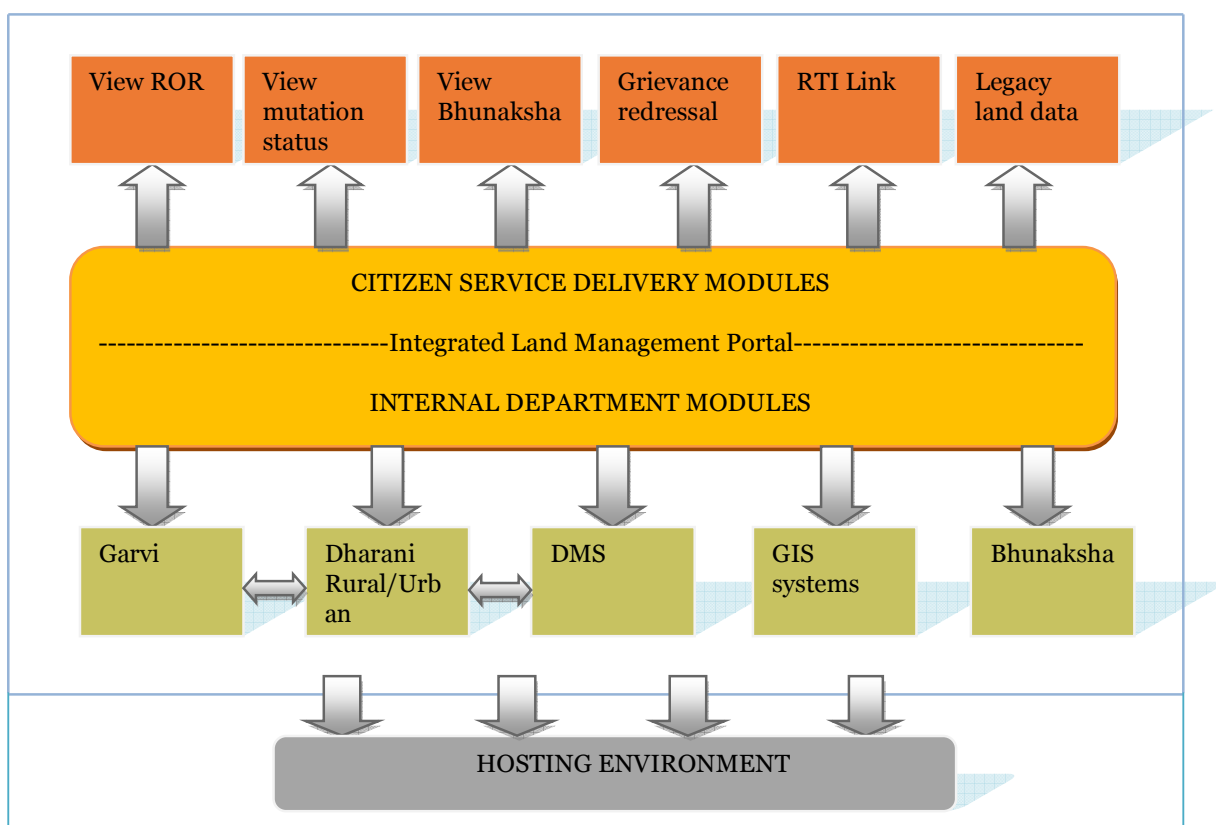 View ROR
View
mutation
status
View
Bhunaksha
Grievance
redressal
RTI Link
Legacy
land data
CITIZEN SERVICE DELIVERY MODULES
-------------------------------Integrated Land Management Portal-------------------------------
INTERNAL DEPARTMENT MODULES
Garvi
Dharani
Rural/Urb
an
DMS
GIS
systems
Bhunaksha
HOSTING ENVIRONMENT